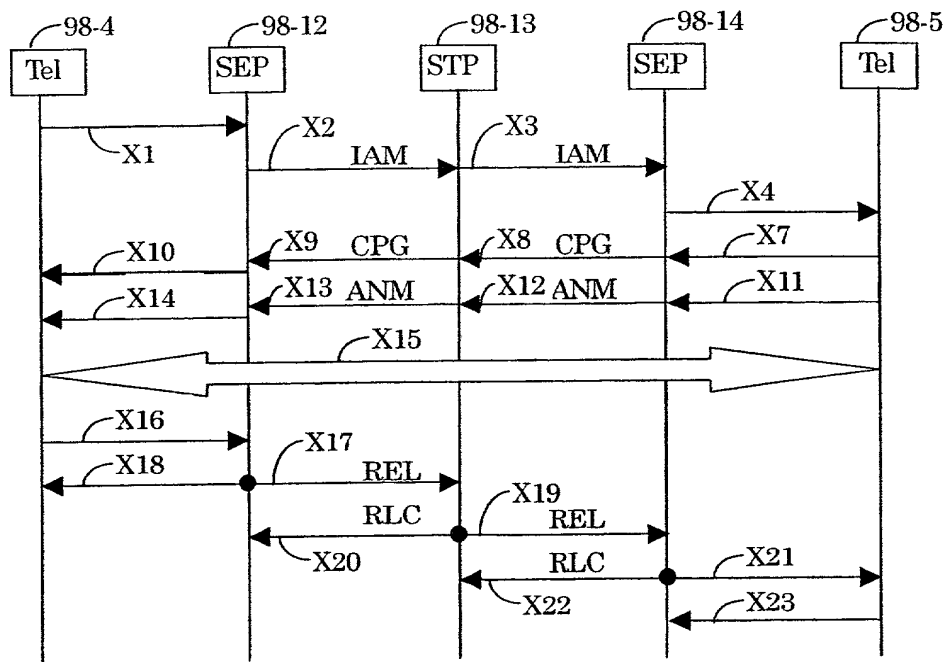 98-4 98-12 98-13 98-14 98-5
Tel SEP STP SEP Tel
X1
X2 IAM X3 IAM
X4
X10 X9 CPG X8 CPG X7
X14 X13 ANM X12 ANM X11
X15
X16
X18 X17 REL
RLC X19 REL
X20 RLC X21
X22 X23